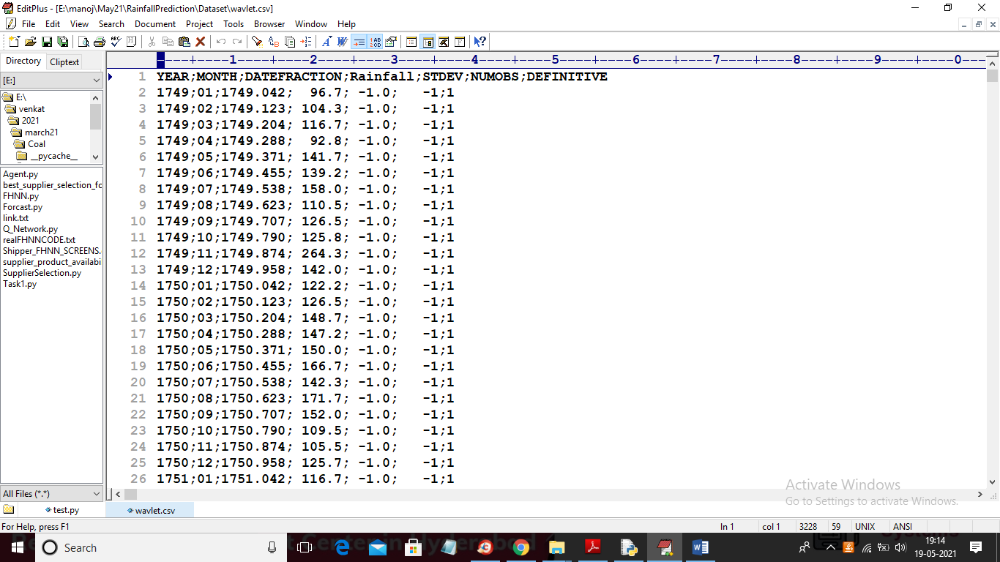 EditPlus - [E:\manoj\May21\RainfallPrediction\Dataset\wavlet.csv]
File Edit View Search Document Project Tools Browser Window Help
Directory Cliptext
[E:]
E:\
venkat
2021
march21
Coal
__pycache__
Agent.py
best_supplier_selection_fc
FHNN.py
Forcast.py
link.txt
Q_Network.py
realFHNNCODE.txt
Shipper_FHNN_SCREENS.
supplier_product_availabi
SupplierSelection.py
Task1.py
All Files (*.*)
----+----1----+----2----+----3----+----4----+----5----+----6----+----7----+----8----+----9----+----0----
1 YEAR;MONTH;DATEFRACTION;Rainfall;STDEV;NUMOBS;DEFINITIVE
2 1749;01;1749.042;  96.7; -1.0;   -1;1
3 1749;02;1749.123; 104.3; -1.0;   -1;1
4 1749;03;1749.204; 116.7; -1.0;   -1;1
5 1749;04;1749.288;  92.8; -1.0;   -1;1
6 1749;05;1749.371; 141.7; -1.0;   -1;1
7 1749;06;1749.455; 139.2; -1.0;   -1;1
8 1749;07;1749.538; 158.0; -1.0;   -1;1
9 1749;08;1749.623; 110.5; -1.0;   -1;1
10 1749;09;1749.707; 126.5; -1.0;   -1;1
11 1749;10;1749.790; 125.8; -1.0;   -1;1
12 1749;11;1749.874; 264.3; -1.0;   -1;1
13 1749;12;1749.958; 142.0; -1.0;   -1;1
14 1750;01;1750.042; 122.2; -1.0;   -1;1
15 1750;02;1750.123; 126.5; -1.0;   -1;1
16 1750;03;1750.204; 148.7; -1.0;   -1;1
17 1750;04;1750.288; 147.2; -1.0;   -1;1
18 1750;05;1750.371; 150.0; -1.0;   -1;1
19 1750;06;1750.455; 166.7; -1.0;   -1;1
20 1750;07;1750.538; 142.3; -1.0;   -1;1
21 1750;08;1750.623; 171.7; -1.0;   -1;1
22 1750;09;1750.707; 152.0; -1.0;   -1;1
23 1750;10;1750.790; 109.5; -1.0;   -1;1
24 1750;11;1750.874; 105.5; -1.0;   -1;1
25 1750;12;1750.958; 125.7; -1.0;   -1;1
26 1751;01;1751.042; 116.7; -1.0;   -1;1
Activate Windows
Go to Settings to activate Windows.
test.py wavlet.csv
For Help, press F1 ln 1 col 1 3228 59 UNIX ANSI
Search
19:14
19-05-2021